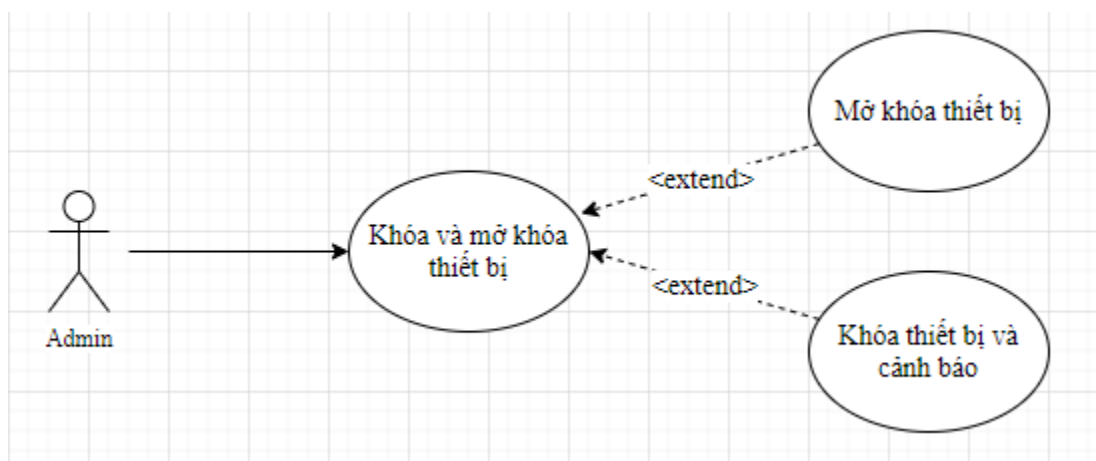 Mở khóa thiết bị
<extend>
Khóa và mở khóa
thiết bị
<extend>
Khóa thiết bị và
cảnh báo
Admin